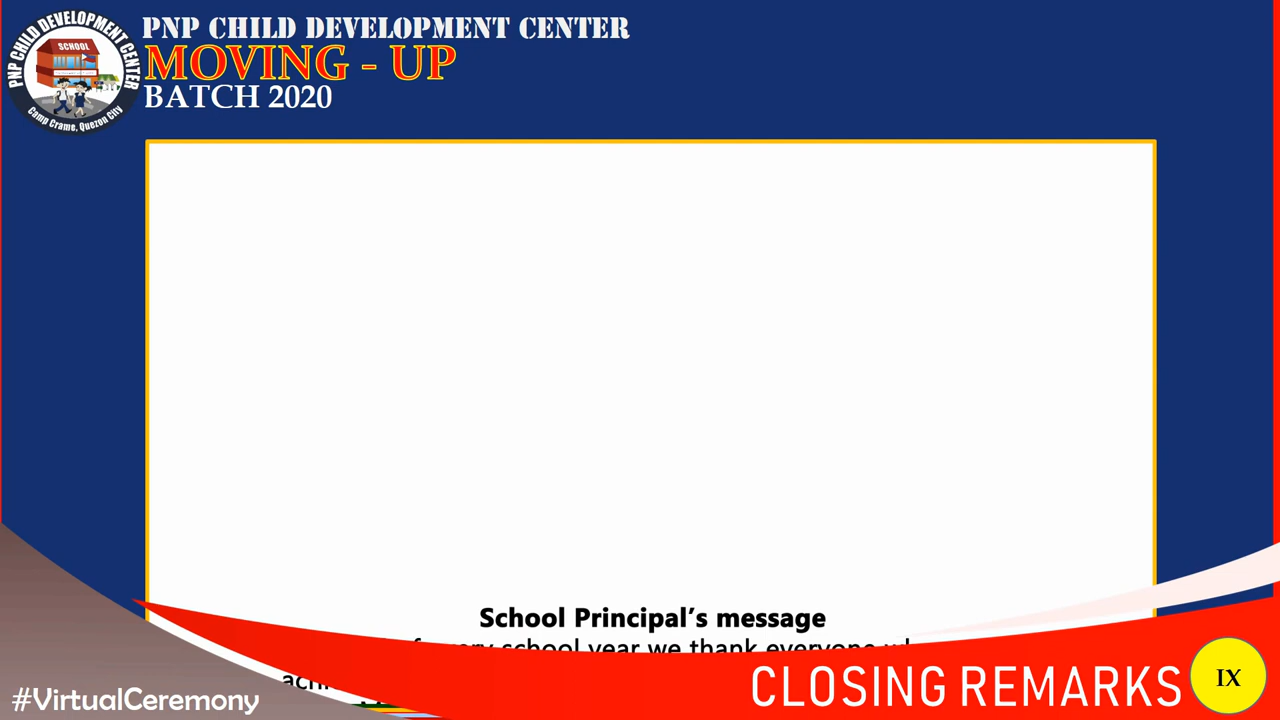 PNP CHILD DEVELOPMENT CENTER
SCHOOL
Camp Crame, Quezon City
PNP CHILD DEVELOPMENT CENTER
MOVING - UP
BATCH 2020
School Principal's message
school year we thank everyone
CLOSING REMARKS
IX
#VirtualCeremony